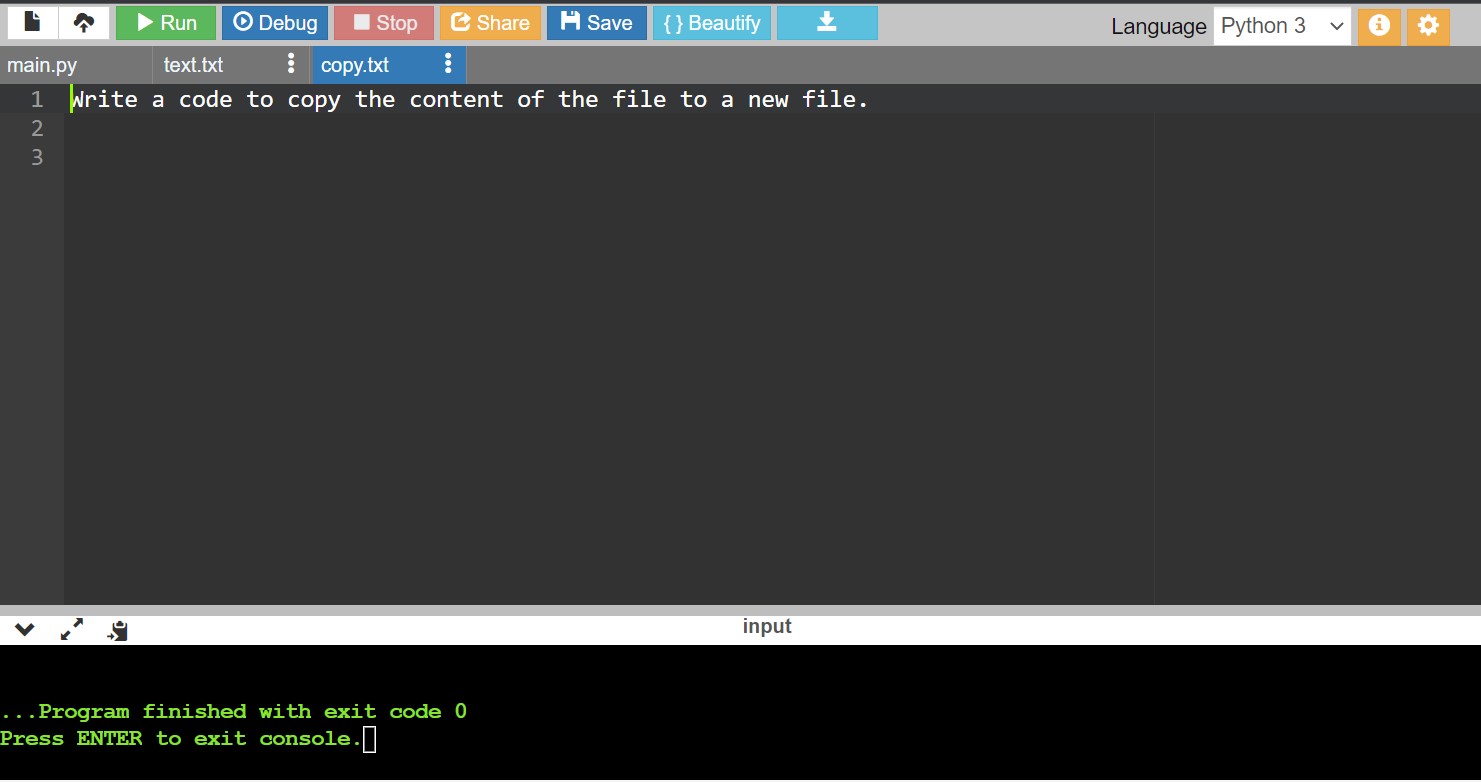 Run Debug Stop Share Save { } Beautify Language Python 3
main.py text.txt copy.txt
1 Write a code to copy the content of the file to a new file.
2
3
input
...Program finished with exit code 0
Press ENTER to exit console.